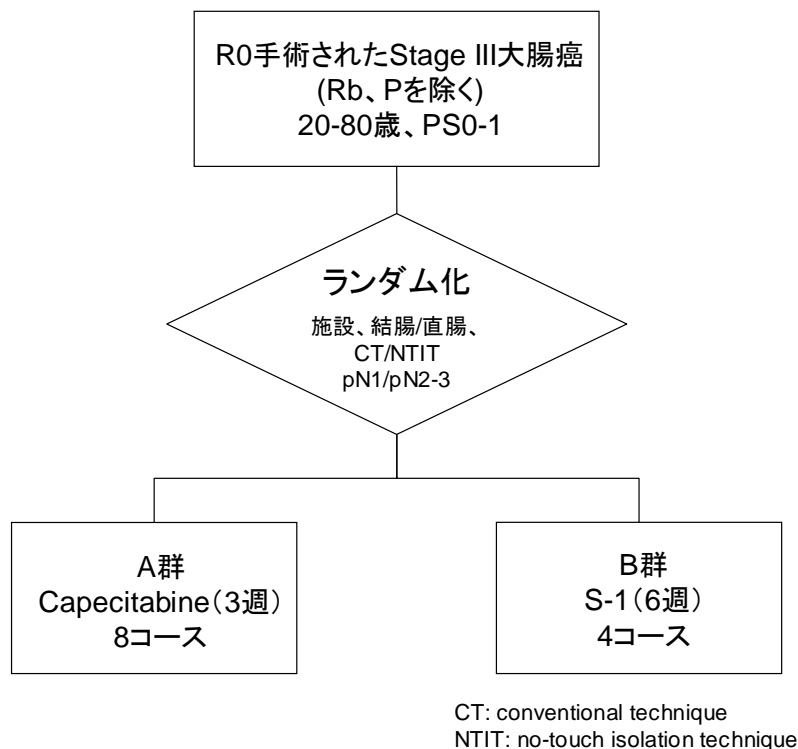 R0手術されたStage III大腸癌
(Rb、Pを除く)
20-80歳、PS0-1
ランダム化
施設、結腸/直腸、
CT/NTIT
pN1/pN2-3
A群
Capecitabine（3週）
8コース
B群
S-1（6週）
4コース
CT: conventional technique
NTIT: no-touch isolation technique